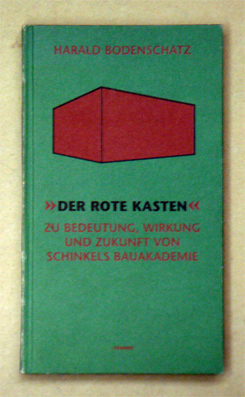 HARALD BODENSCHATZ
»DER ROTE KASTEN«
ZU BEDEUTUNG, WIRKUNG
UND ZUKUNFT VON
SCHINKELS BAUAKADEMIE